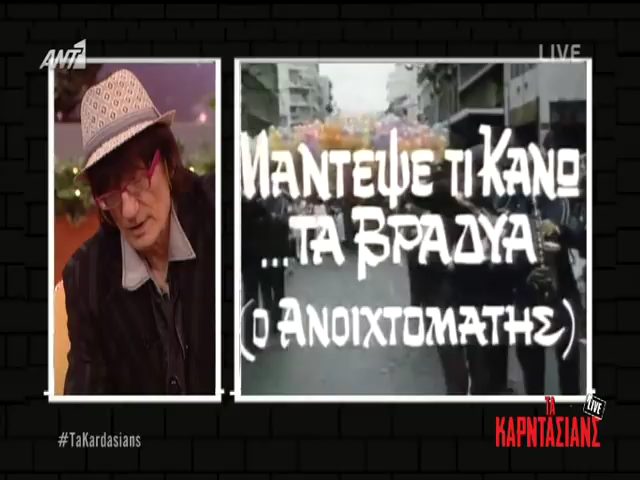 ANT1
LIVE
ΜΑΝΤΕΨΕ ΤΙ ΚΑΝΩ
...ΤΑ ΒΡΑΔΥΑ
(Ο ΑΝΟΙΧΤΟΜΑΤΗΣ)
#TaKardasians
ΤΑ
LIVE
ΚΑΡΝΤΑΣΙΑΝΣ